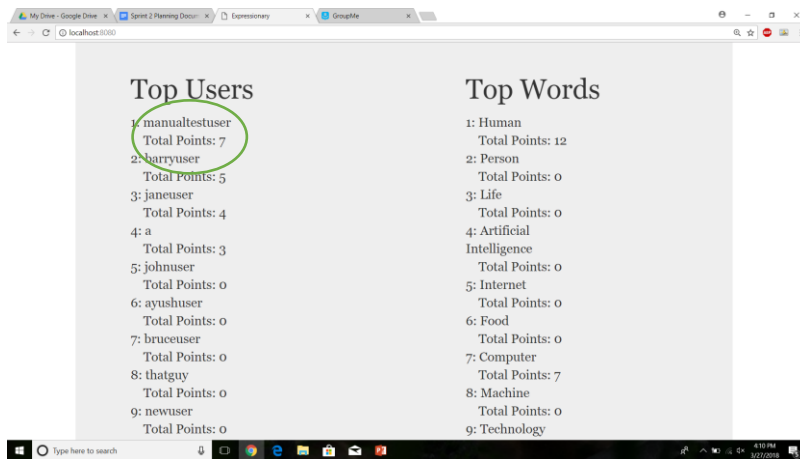 My Drive - Google Drive
Sprint 2 Planning Docum
Expressionary
GroupMe
localhost:8080
Top Users
1: manualtestuser
Total Points: 7
2: barryuser
Total Points: 5
3: janeuser
Total Points: 4
4: a
Total Points: 3
5: johnuser
Total Points: 0
6: ayushuser
Total Points: 0
7: bruceuser
Total Points: 0
8: thatguy
Total Points: 0
9: newuser
Total Points: 0
Top Words
1: Human
Total Points: 12
2: Person
Total Points: 0
3: Life
Total Points: 0
4: Artificial
Intelligence
Total Points: 0
5: Internet
Total Points: 0
6: Food
Total Points: 0
7: Computer
Total Points: 7
8: Machine
Total Points: 0
9: Technology
Type here to search
4:10 PM
3/27/2018